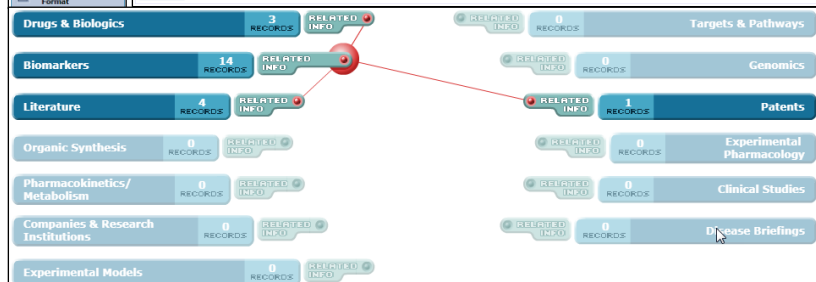 Format
Drugs & Biologics
3
RECORDS
RELATED
INFO
Biomarkers
14
RECORDS
RELATED
INFO
Literature
4
RECORDS
RELATED
INFO
Organic Synthesis
0
RECORDS
RELATED
INFO
Pharmacokinetics/
Metabolism
0
RECORDS
RELATED
INFO
Companies & Research
Institutions
0
RECORDS
RELATED
INFO
Experimental Models
0
RECORDS
RELATED
INFO
RELATED
INFO
0
RECORDS
Targets & Pathways
RELATED
INFO
0
RECORDS
Genomics
RELATED
INFO
1
RECORDS
Patents
RELATED
INFO
0
RECORDS
Experimental
Pharmacology
RELATED
INFO
0
RECORDS
Clinical Studies
RELATED
INFO
0
RECORDS
Disease Briefings